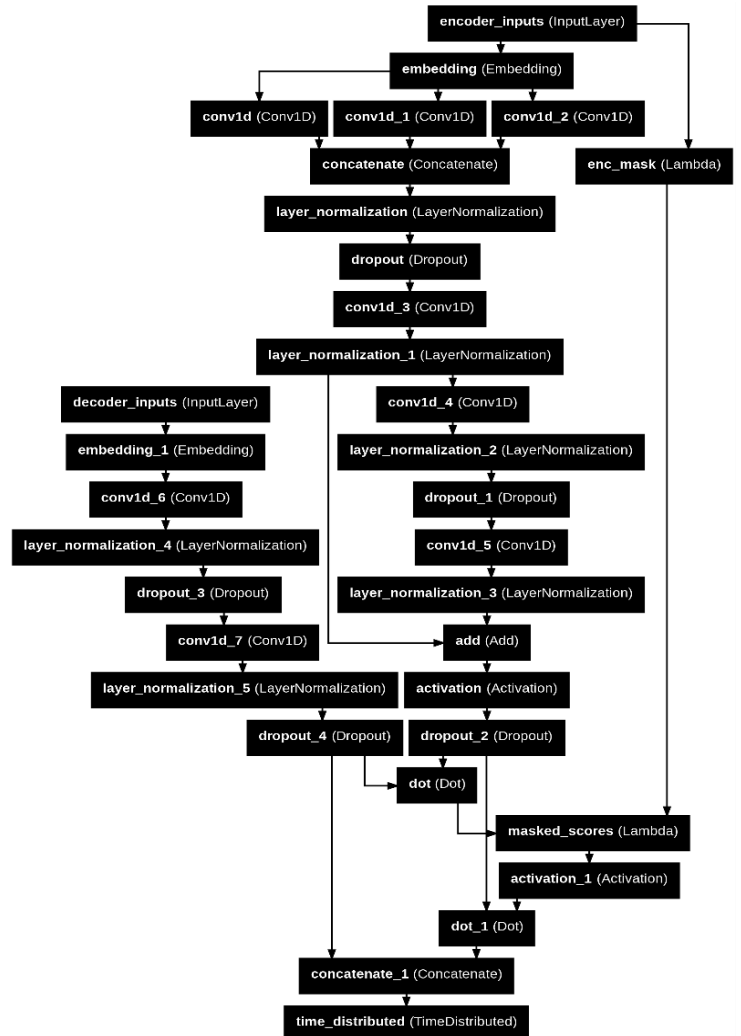 encoder_inputs (InputLayer)
embedding (Embedding)
conv1d (Conv1D)
conv1d_1 (Conv1D)
conv1d_2 (Conv1D)
concatenate (Concatenate)
enc_mask (Lambda)
layer_normalization (LayerNormalization)
dropout (Dropout)
conv1d_3 (Conv1D)
layer_normalization_1 (LayerNormalization)
decoder_inputs (InputLayer)
conv1d_4 (Conv1D)
embedding_1 (Embedding)
layer_normalization_2 (LayerNormalization)
conv1d_6 (Conv1D)
dropout_1 (Dropout)
layer_normalization_4 (LayerNormalization)
conv1d_5 (Conv1D)
dropout_3 (Dropout)
layer_normalization_3 (LayerNormalization)
conv1d_7 (Conv1D)
add (Add)
layer_normalization_5 (LayerNormalization)
activation (Activation)
dropout_4 (Dropout)
dropout_2 (Dropout)
dot (Dot)
masked_scores (Lambda)
activation_1 (Activation)
dot_1 (Dot)
concatenate_1 (Concatenate)
time_distributed (TimeDistributed)